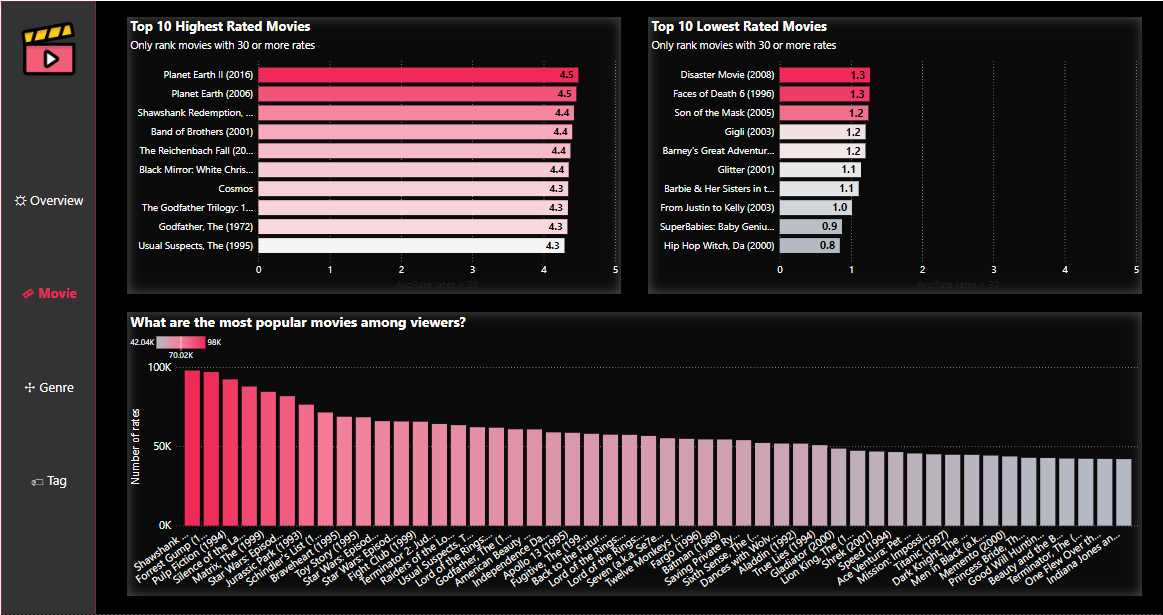 Overview
Movie
Genre
Tag
Top 10 Highest Rated Movies
Only rank movies with 30 or more rates
Planet Earth II (2016) 4.5
Planet Earth (2006) 4.5
Shawshank Redemption, ... 4.4
Band of Brothers (2001) 4.4
The Reichenbach Fall (20... 4.4
Black Mirror: White Chris... 4.4
Cosmos 4.3
The Godfather Trilogy: 1... 4.3
Godfather, The (1972) 4.3
Usual Suspects, The (1995) 4.3
0 1 2 3 4 5
AvgRate rates > 30
Top 10 Lowest Rated Movies
Only rank movies with 30 or more rates
Disaster Movie (2008) 1.3
Faces of Death 6 (1996) 1.3
Son of the Mask (2005) 1.2
Gigli (2003) 1.2
Barney's Great Adventur... 1.2
Glitter (2001) 1.1
Barbie & Her Sisters in t... 1.1
From Justin to Kelly (2003) 1.0
SuperBabies: Baby Geniu... 0.9
Hip Hop Witch, Da (2000) 0.8
0 1 2 3 4 5
AvgRate rates > 30
What are the most popular movies among viewers?
42.04K 98K
70.02K
Number of rates
100K
50K
0K
Shawshank ...
Forrest Gump (1...
Pulp Fiction (1994)
Silence of the La...
Matrix, The (1999)
Star Wars: Episod...
Jurassic Park (1993)
Schindler's List (1...
Braveheart (1995)
Toy Story (1995)
Star Wars: Episod...
Star Wars: Episod...
Fight Club (1999)
Terminator 2: Jud...
Raiders of the Lo...
Usual Suspects, T...
Lord of the Rings...
Godfather, The (1...
American Beauty ...
Independence Da...
Apollo 13 (1995)
Fugitive, The (199...
Back to the Futur...
Lord of the Rings...
Lord of the Rings...
Seven (a.k.a. Se7e...
Twelve Monkeys (...
Fargo (1996)
Batman (1989)
Saving Private Ry...
Sixth Sense, The ...
Dances with Wolv...
Aladdin (1992)
True Lies (1994)
Gladiator (2000)
Lion King, The (1...
Shrek (2001)
Speed (1994)
Ace Ventura: Pet ...
Mission: Impossi...
Titanic (1997)
Dark Knight, The ...
Men in Black (a.k...
Memento (2000)
Princess Bride, Th...
Good Will Huntin...
Beauty and the B...
Terminator, The (...
One Flew Over th...
Indiana Jones an...